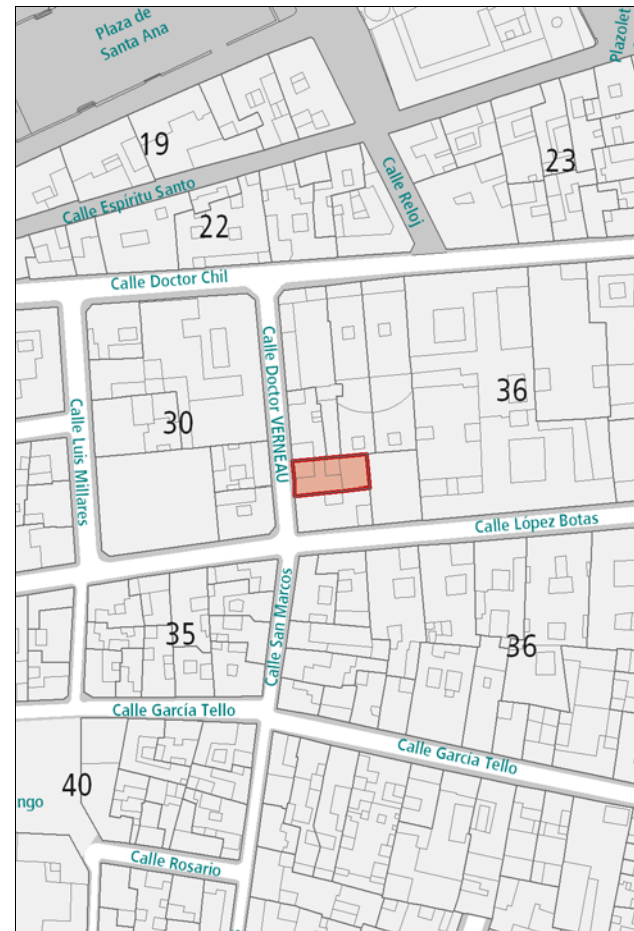 Plaza de
Santa Ana
Plazolet
19
23
Calle Espíritu Santo
Calle Reloj
22
Calle Doctor Chil
Calle Doctor VERNEAU
36
30
Calle Luis Millares
Calle López Botas
Calle San Marcos
35
36
Calle García Tello
Calle García Tello
40
ngo
Calle Rosario